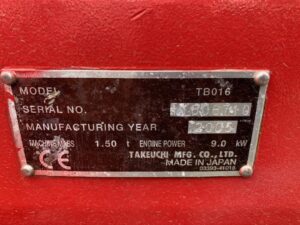 MODEL TB016
SERIAL NO.
MANUFACTURING YEAR 2005
MACHINE MASS 1.50 t ENGINE POWER 9.0 kW
CE TAKEUCHI MFG. CO., LTD.
MADE IN JAPAN